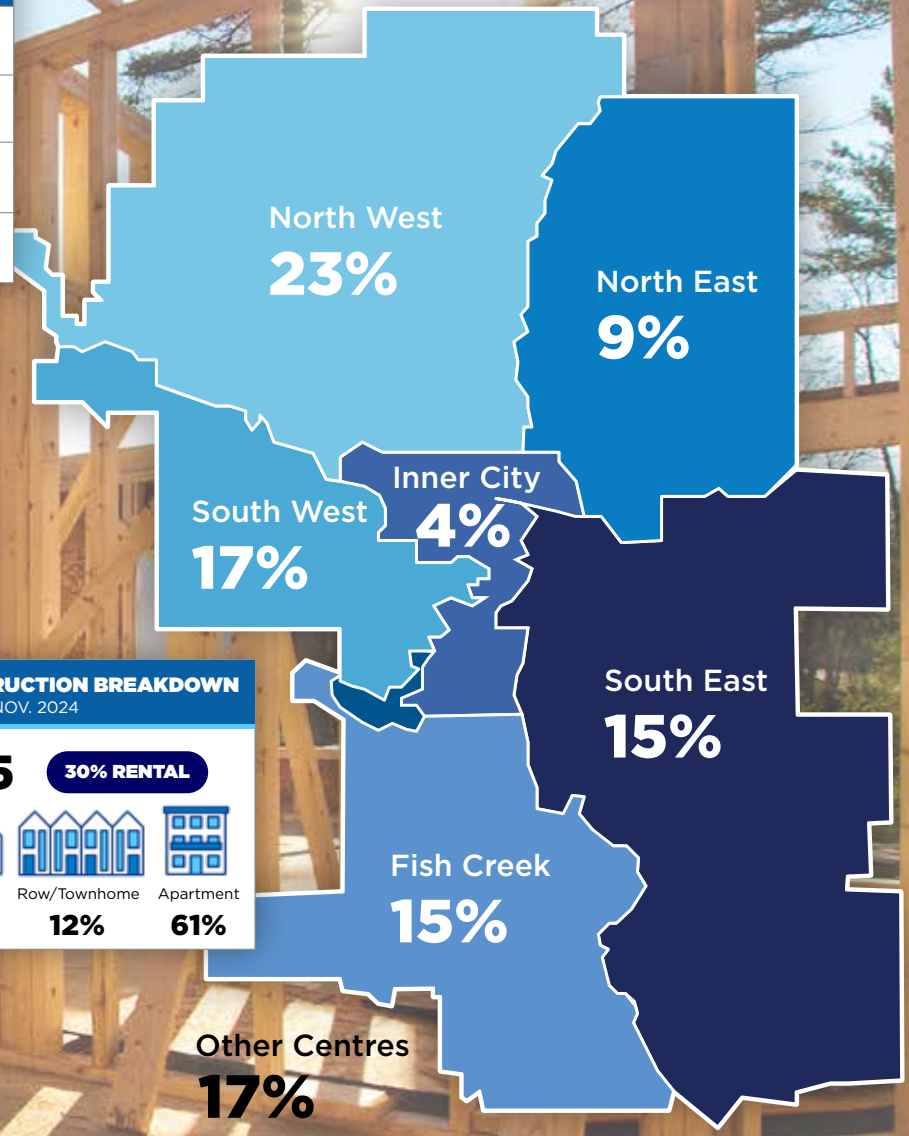 North West
23%
North East
9%
Inner City
4%
South West
17%
South East
15%
NOV. 2024
BREAKDOWN
5
30% RENTAL
Row/Townhome
12%
Apartment
61%
Fish Creek
15%
Other Centres
17%